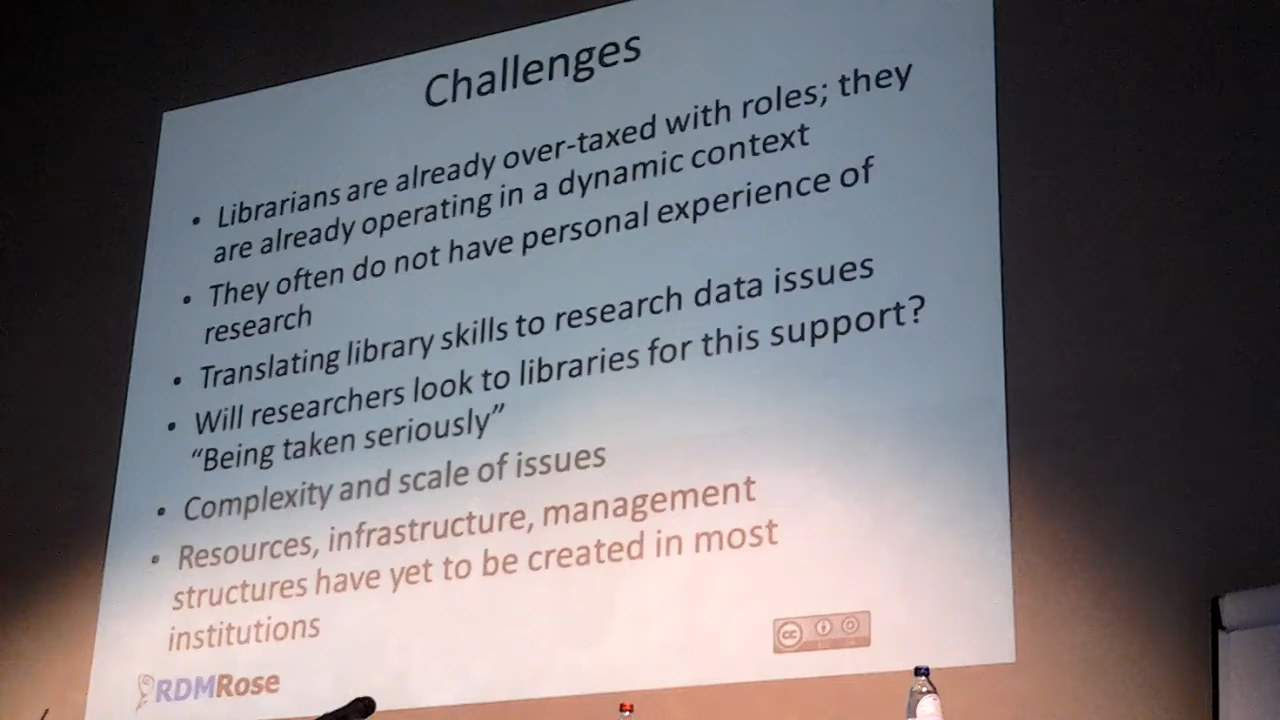 Challenges
• Librarians are already over-taxed with roles; they
are already operating in a dynamic context
• They often do not have personal experience of
research
• Translating library skills to research data issues
• Will researchers look to libraries for this support?
“Being taken seriously”
• Complexity and scale of issues
• Resources, infrastructure, management
structures have yet to be created in most
institutions
cc
RDMRose